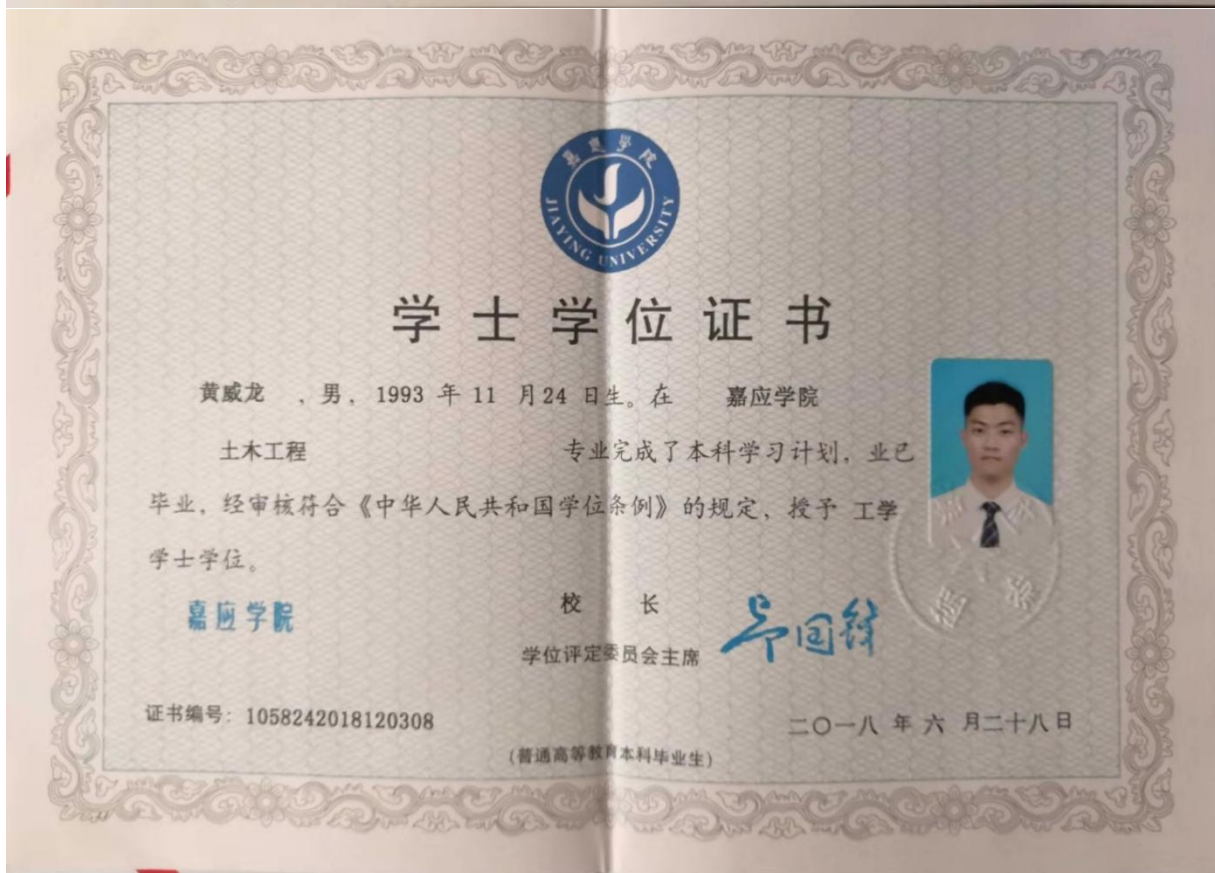 嘉应学院
JIAYING UNIVERSITY
学士学位证书
黄威龙 ,男,1993 年 11 月24 日生。在 嘉应学院
土木工程 专业完成了本科学习计划,业已
毕业,经审核符合《中华人民共和国学位条例》的规定,授予 工学
学士学位。
嘉应学院
校 长
学位评定委员会主席
证书编号:1058242018120308
二〇一八 年 六 月二十八日
(普通高等教育本科毕业生)